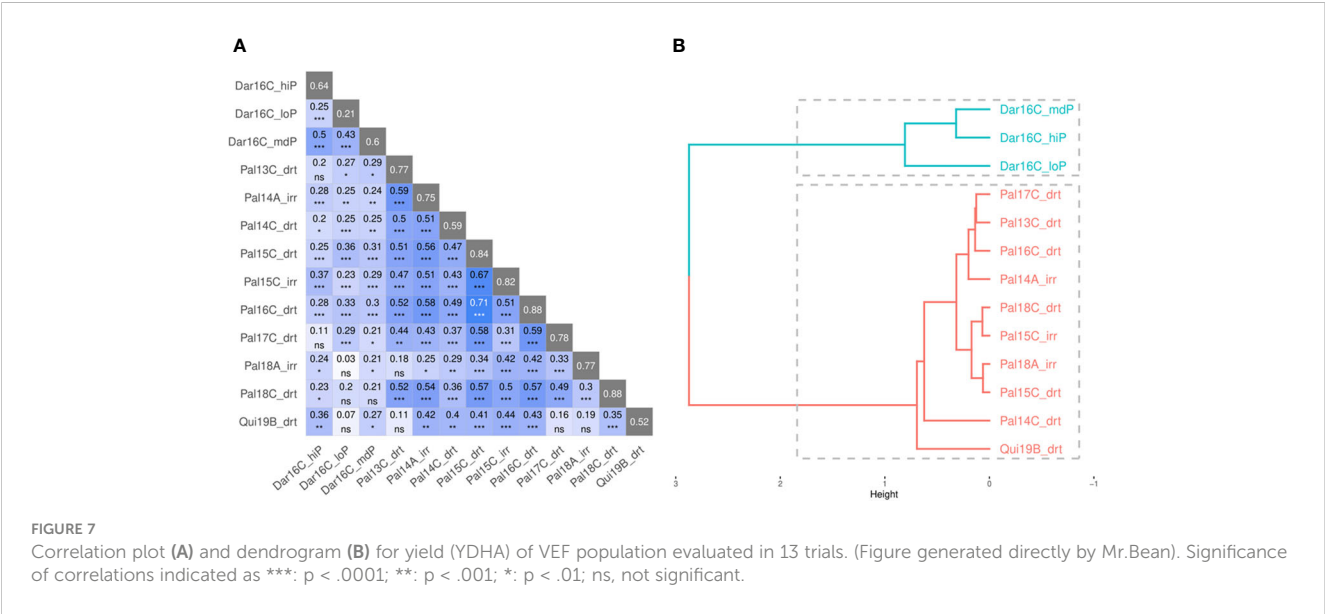 A
B
Dar16C_hiP
0.64
Dar16C_loP
0.25 0.21
***
Dar16C_mdP
0.5 0.43 0.6
*** ***
Pal13C_drt
0.2 0.27 0.29 0.77
ns * *
Pal14A_irr
0.28 0.25 0.24 0.59 0.75
*** ** ** ***
Pal14C_drt
0.2 0.25 0.25 0.5 0.51 0.59
* *** ** *** ***
Pal15C_drt
0.25 0.36 0.31 0.51 0.56 0.47 0.84
*** *** *** *** *** ***
Pal15C_irr
0.37 0.23 0.29 0.47 0.51 0.43 0.67 0.82
*** *** *** *** *** *** ***
Pal16C_drt
0.28 0.33 0.3 0.52 0.58 0.49 0.71 0.51 0.88
*** *** *** *** *** *** *** ***
Pal17C_drt
0.11 0.29 0.21 0.44 0.43 0.37 0.58 0.31 0.59 0.78
ns *** * ** *** *** *** *** ***
Pal18A_irr
0.24 0.03 0.21 0.18 0.25 0.29 0.34 0.42 0.42 0.33 0.77
* ns * ns * ** *** *** *** ***
Pal18C_drt
0.23 0.2 0.21 0.52 0.54 0.36 0.57 0.5 0.57 0.49 0.3 0.88
* ns ns *** *** *** *** *** *** *** ***
Qui19B_drt
0.36 0.07 0.27 0.11 0.42 0.4 0.41 0.44 0.43 0.16 0.19 0.35 0.52
** ns * ns ** ** *** *** *** ns ns ***
Dar16C_hiP
Dar16C_loP
Dar16C_mdP
Pal13C_drt
Pal14A_irr
Pal14C_drt
Pal15C_drt
Pal15C_irr
Pal16C_drt
Pal17C_drt
Pal18A_irr
Pal18C_drt
Qui19B_drt
Dar16C_mdP
Dar16C_hiP
Dar16C_loP
Pal17C_drt
Pal13C_drt
Pal16C_drt
Pal14A_irr
Pal18C_drt
Pal15C_irr
Pal18A_irr
Pal15C_drt
Pal14C_drt
Qui19B_drt
3 2 1 0 -1
Height
FIGURE 7
Correlation plot (A) and dendrogram (B) for yield (YDHA) of VEF population evaluated in 13 trials. (Figure generated directly by Mr.Bean). Significance
of correlations indicated as ***: p < .0001; **: p < .001; *: p < .01; ns, not significant.